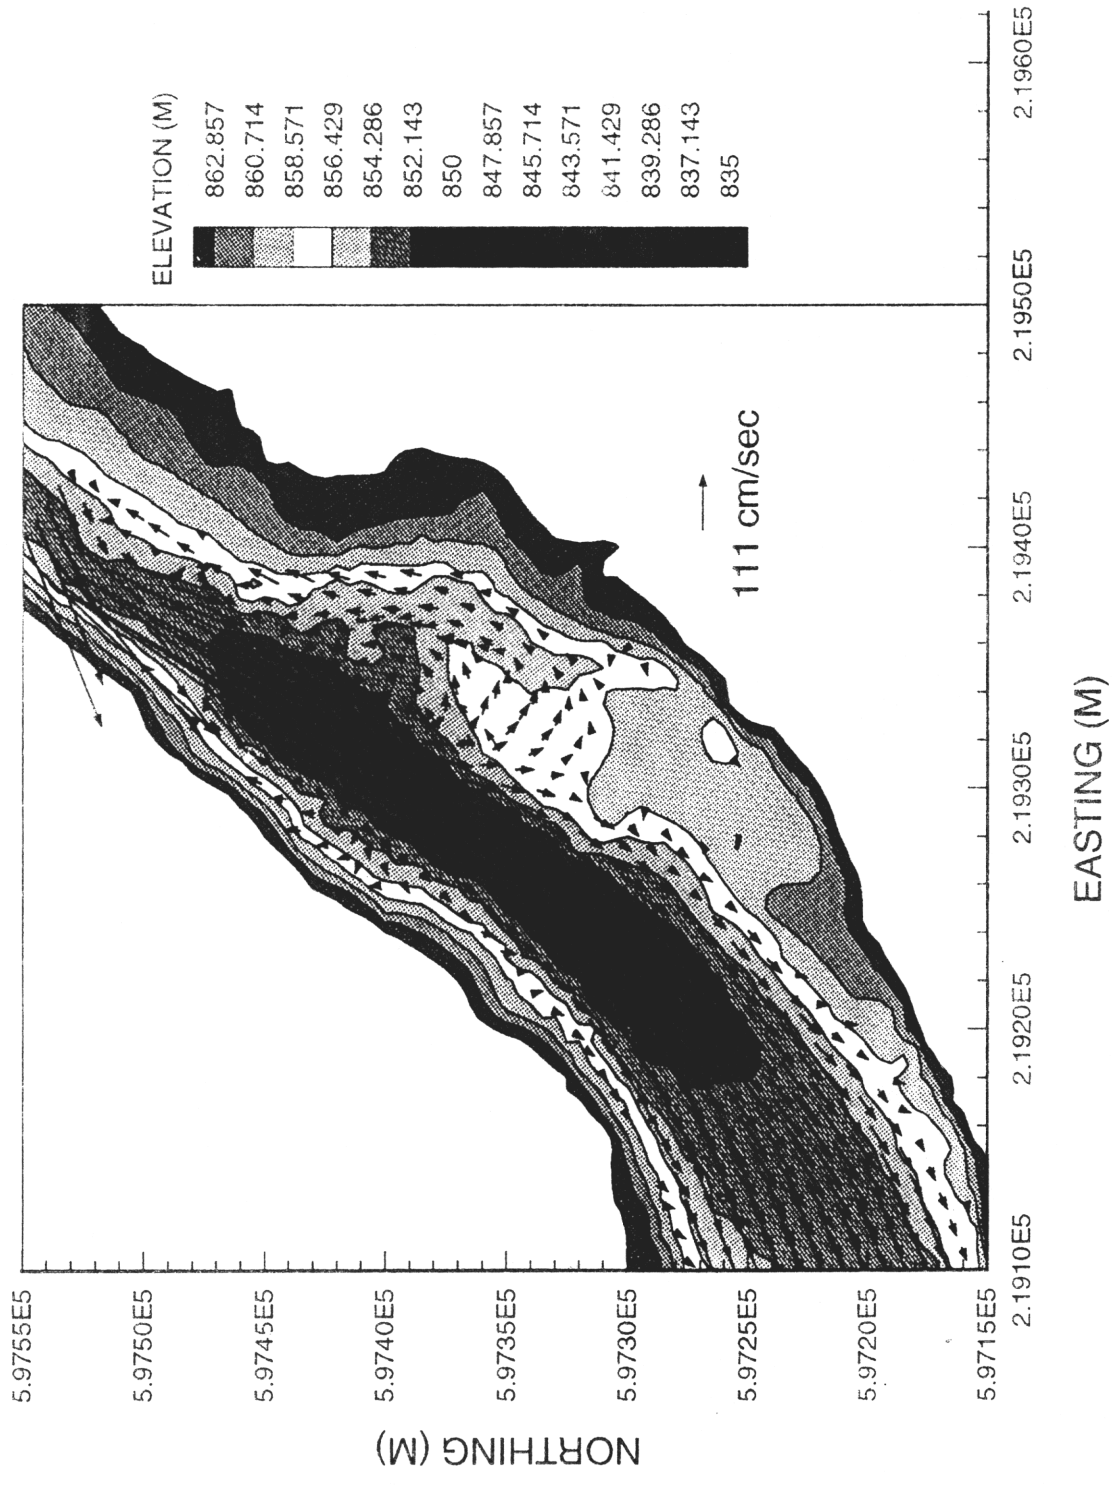 ELEVATION (M)
862.857
860.714
858.571
856.429
854.286
852.143
850
847.857
845.714
843.571
841.429
839.286
837.143
835
111 cm/sec
NORTHING (M)
5.9755E5
5.9750E5
5.9745E5
5.9740E5
5.9735E5
5.9730E5
5.9725E5
5.9720E5
5.9715E5
2.1910E5
2.1920E5
2.1930E5
2.1940E5
2.1950E5
2.1960E5
EASTING (M)